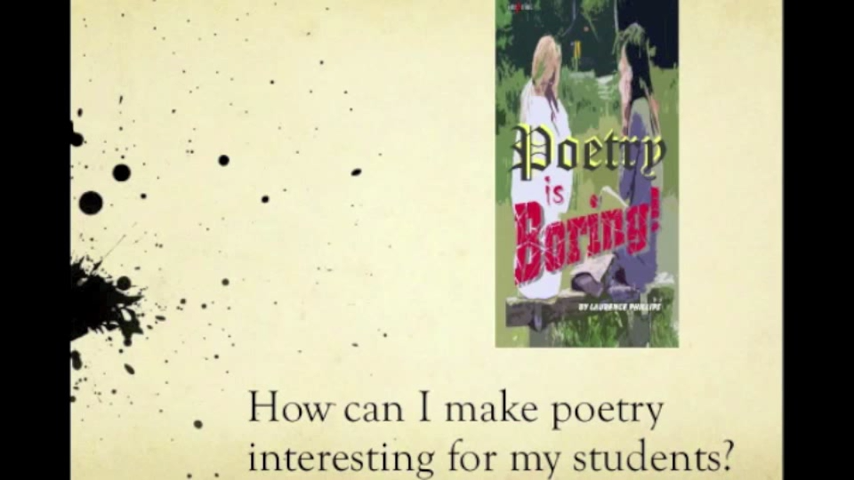 Poetry
is
Boring!
BY LAURENCE PHILLIPS
How can I make poetry
interesting for my students?